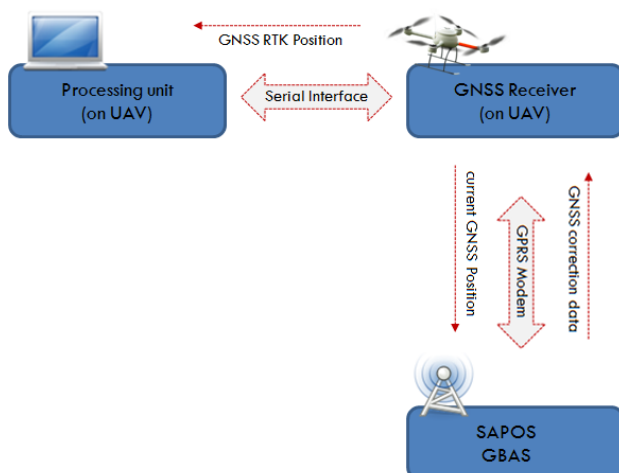 GNSS RTK Position
Processing unit
(on UAV)
Serial Interface
GNSS Receiver
(on UAV)
current GNSS Position
GPRS Modem
GNSS correction data
SAPOS
GBAS